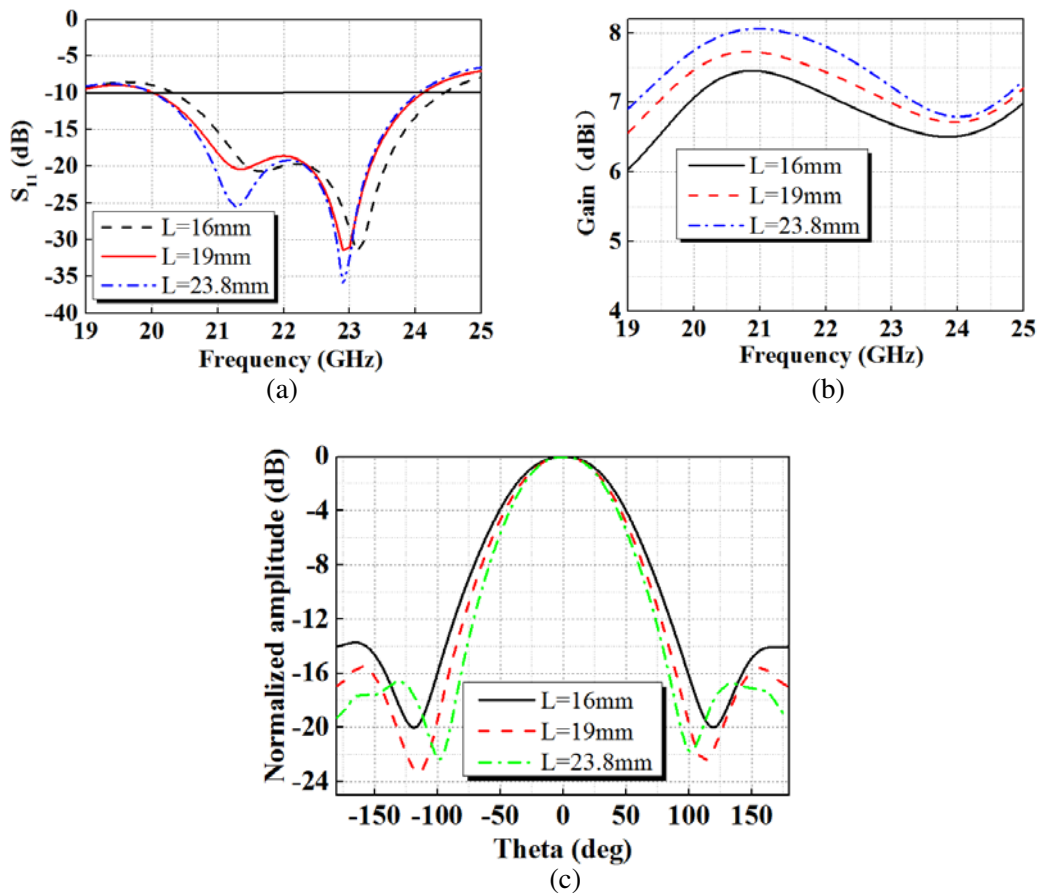 0
-5
-10
-15
-20
-25
-30
-35
-40
S11 (dB)
L=16mm
L=19mm
L=23.8mm
19 20 21 22 23 24 25
Frequency (GHz)
(a)
8
7
6
5
4
Gain (dBi)
L=16mm
L=19mm
L=23.8mm
19 20 21 22 23 24 25
Frequency (GHz)
(b)
0
-4
-8
-12
-16
-20
-24
Normalized amplitude (dB)
L=16mm
L=19mm
L=23.8mm
-150 -100 -50 0 50 100 150
Theta (deg)
(c)